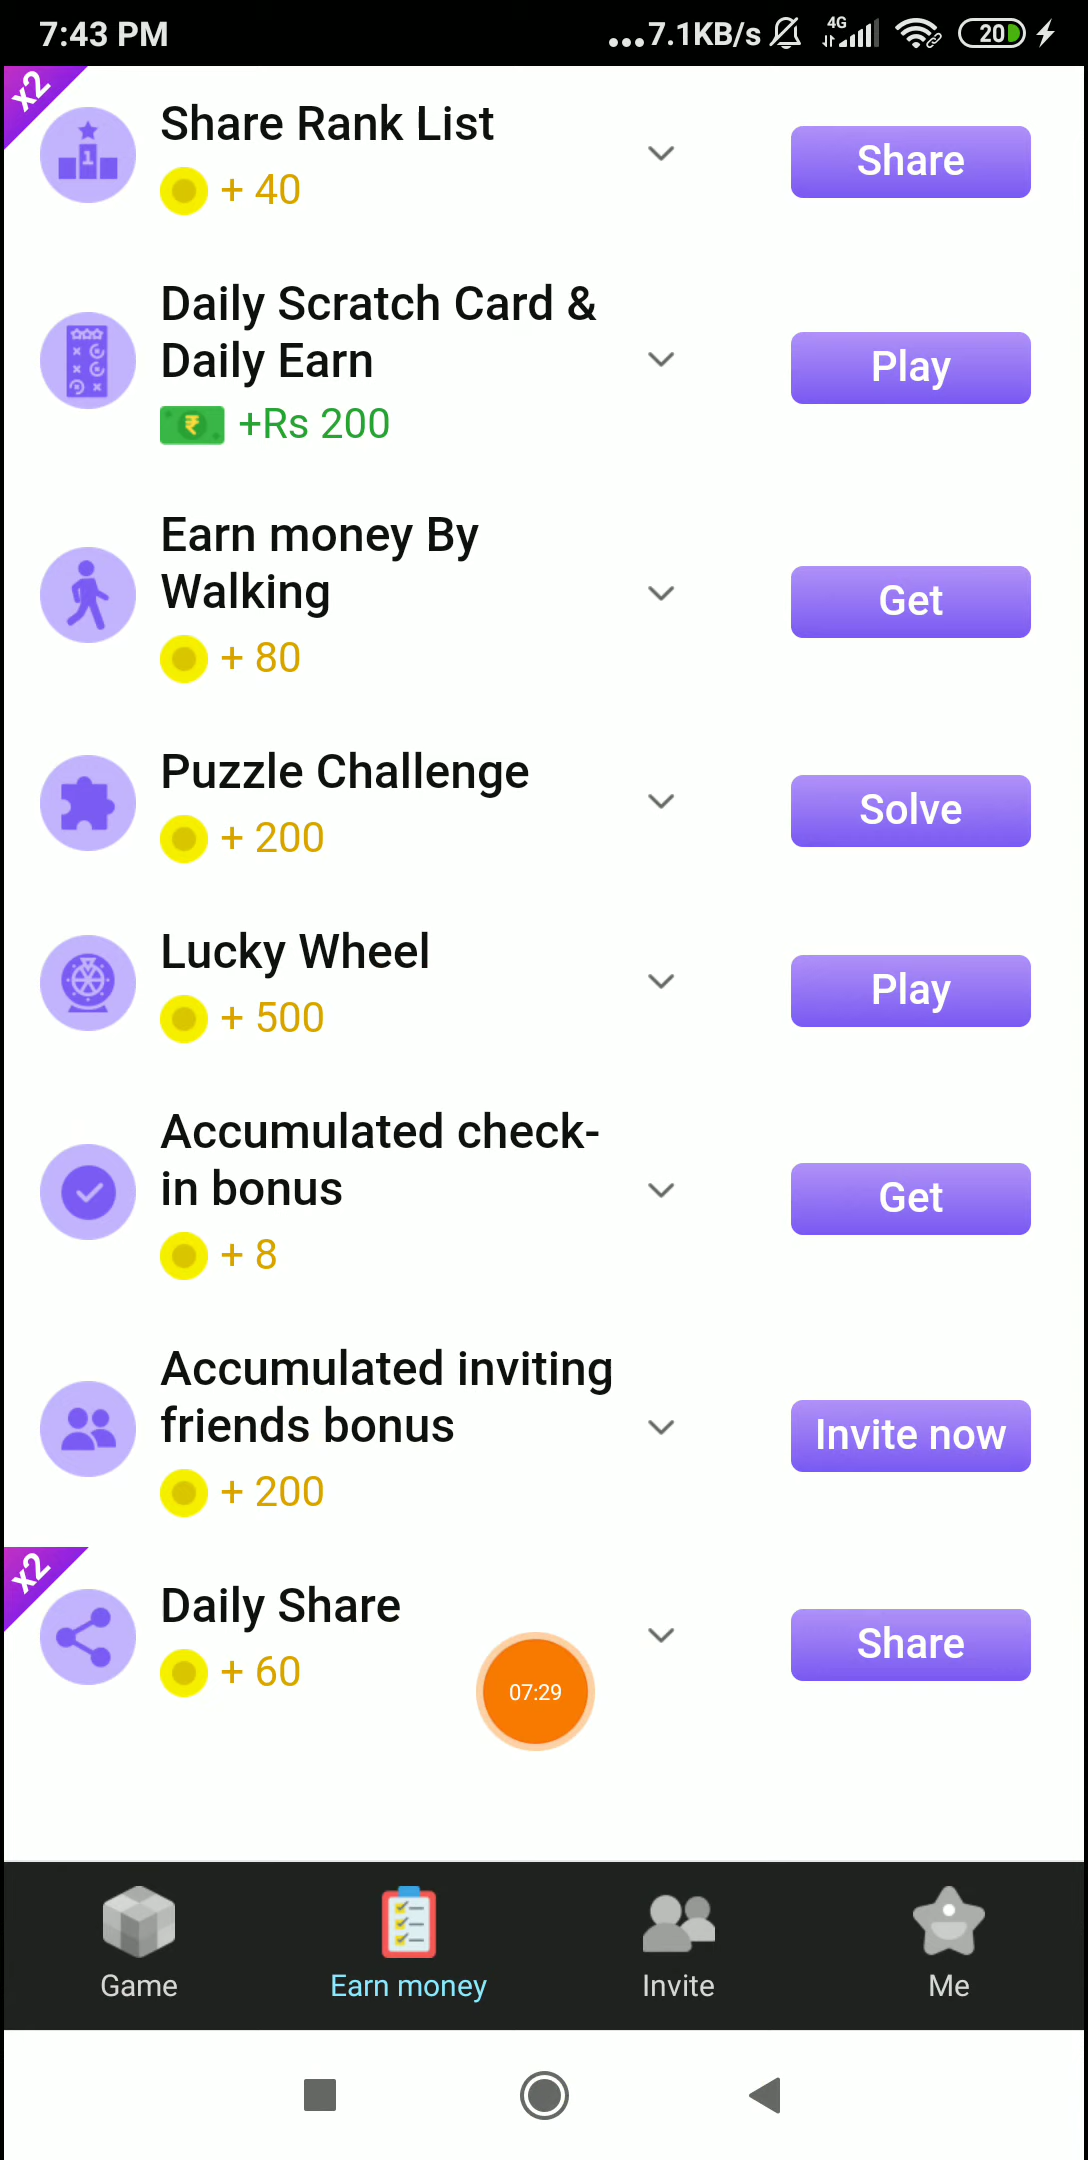 7:43 PM
...7.1KB/s
4G
20
x2
Share Rank List
+ 40
Share
Daily Scratch Card &
Daily Earn
₹
+Rs 200
Play
Earn money By
Walking
+ 80
Get
Puzzle Challenge
+ 200
Solve
Lucky Wheel
+ 500
Play
Accumulated check-
in bonus
+ 8
Get
Accumulated inviting
friends bonus
+ 200
Invite now
x2
Daily Share
+ 60
Share
07:29
Game
Earn money
Invite
Me